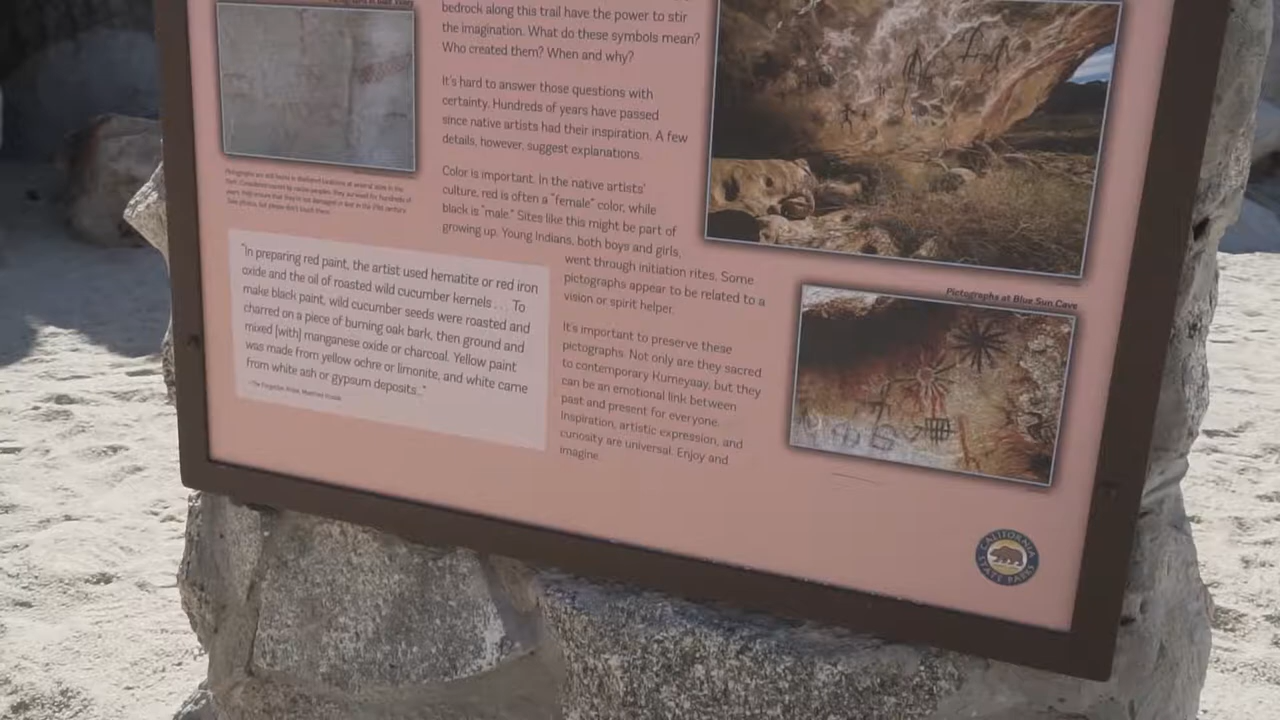 bedrock along this trail have the power to stir
the imagination. What do these symbols mean?
Who created them? When and why?
It's hard to answer those questions with
certainty. Hundreds of years have passed
since native artists had their inspiration. A few
details, however, suggest explanations.
Color is important. In the native artists'
culture, red is often a "female" color, while
black is "male." Sites like this might be part of
growing up. Young Indians, both boys and girls,
went through initiation rites. Some
pictographs appear to be related to a
vision or spirit helper.
It's important to preserve these
pictographs. Not only are they sacred
to contemporary Kumeyaay, but they
can be an emotional link between
past and present for everyone.
Inspiration, artistic expression, and
curiosity are universal. Enjoy and
imagine.
"In preparing red paint, the artist used hematite or red iron
oxide and the oil of roasted wild cucumber kernels . . . To
make black paint, wild cucumber seeds were roasted and
charred on a piece of burning oak bark, then ground and
mixed [with] manganese oxide or charcoal. Yellow paint
was made from yellow ochre or limonite, and white came
from white ash or gypsum deposits..."
Pictographs at Blue Sun Cave
CALIFORNIA
STATE PARKS